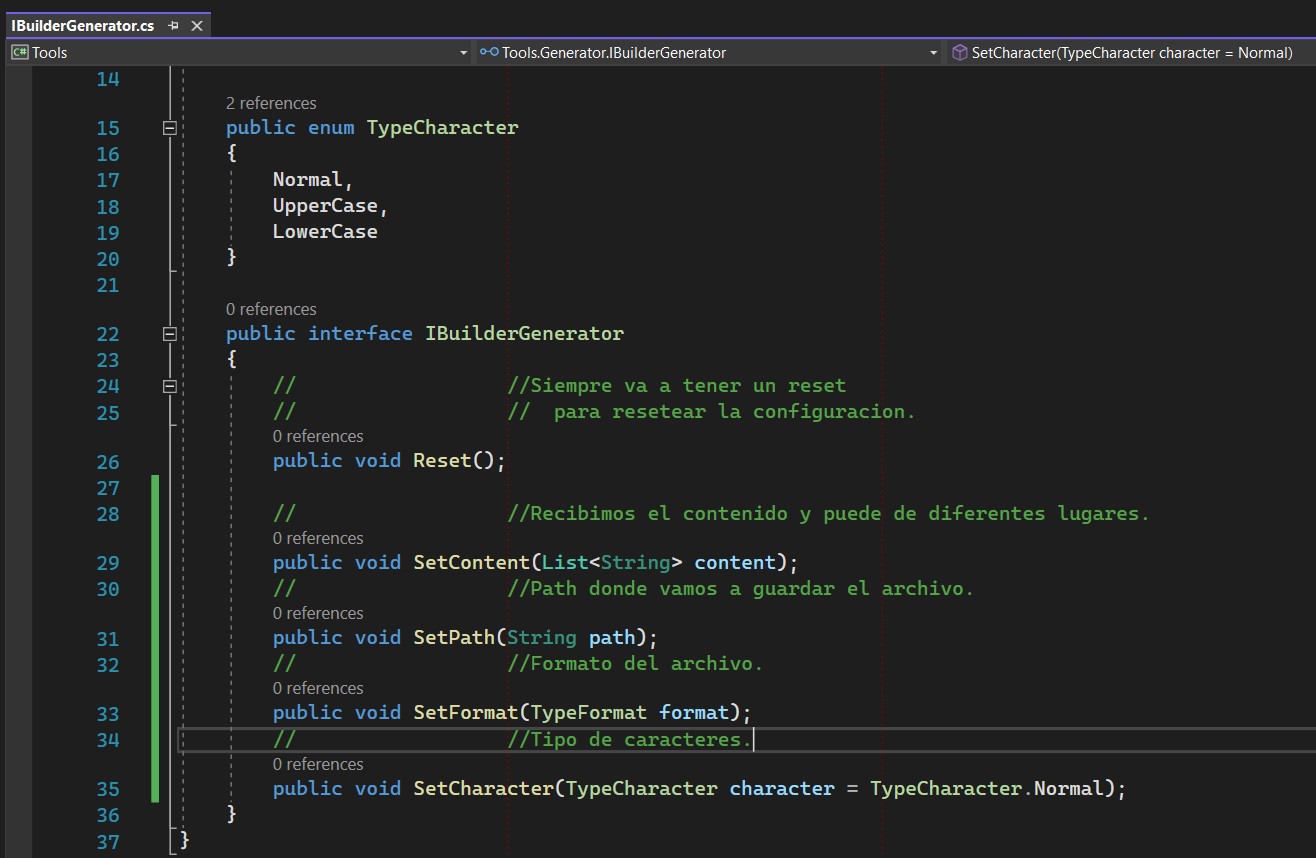 IBuilderGenerator.cs
C# Tools
Tools.Generator.IBuilderGenerator
SetCharacter(TypeCharacter character = Normal)
14
2 references
15 public enum TypeCharacter
16 {
17 Normal,
18 UpperCase,
19 LowerCase
20 }
21
0 references
22 public interface IBuilderGenerator
23 {
24 // //Siempre va a tener un reset
25 // // para resetear la configuracion.
0 references
26 public void Reset();
27
28 // //Recibimos el contenido y puede de diferentes lugares.
0 references
29 public void SetContent(List<String> content);
30 // //Path donde vamos a guardar el archivo.
0 references
31 public void SetPath(String path);
32 // //Formato del archivo.
0 references
33 public void SetFormat(TypeFormat format);
34 // //Tipo de caracteres.
0 references
35 public void SetCharacter(TypeCharacter character = TypeCharacter.Normal);
36 }
37 }